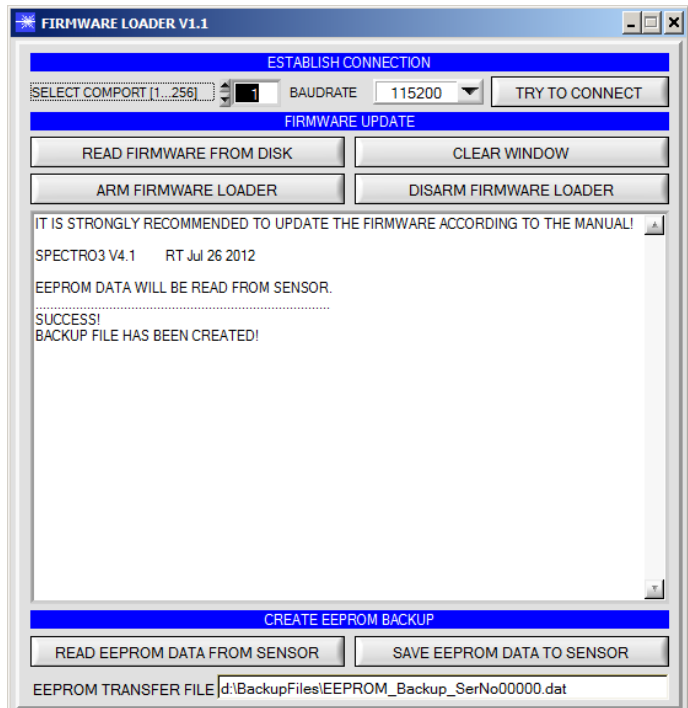 FIRMWARE LOADER V1.1
ESTABLISH CONNECTION
SELECT COMPORT [1...256] 1 BAUDRATE 115200 TRY TO CONNECT
FIRMWARE UPDATE
READ FIRMWARE FROM DISK CLEAR WINDOW
ARM FIRMWARE LOADER DISARM FIRMWARE LOADER
IT IS STRONGLY RECOMMENDED TO UPDATE THE FIRMWARE ACCORDING TO THE MANUAL!
SPECTRO3 V4.1 RT Jul 26 2012
EEPROM DATA WILL BE READ FROM SENSOR.
................................................................................
SUCCESS!
BACKUP FILE HAS BEEN CREATED!
CREATE EEPROM BACKUP
READ EEPROM DATA FROM SENSOR SAVE EEPROM DATA TO SENSOR
EEPROM TRANSFER FILE d:\BackupFiles\EEPROM_Backup_SerNo00000.dat